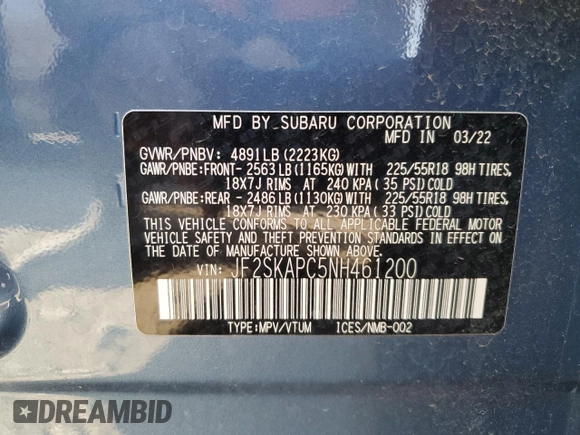 MFD BY SUBARU CORPORATION
MFD IN 03/22
GVWR/PNBV: 4891LB (2223KG)
GAWR/PNBE:FRONT- 2563LB(1165KG)WITH 225/55R18 98H TIRES,
18X7J RIMS AT 240 KPA(35 PSI)COLD
GAWR/PNBE:REAR - 2486LB(1130KG)WITH 225/55R18 98H TIRES,
18X7J RIMS AT 230 KPA(33 PSI)COLD
THIS VEHICLE CONFORMS TO ALL APPLICABLE FEDERAL MOTOR
VEHICLE SAFETY AND THEFT PREVENTION STANDARDS IN EFFECT ON
THE DATE OF MANUFACTURE SHOWN ABOVE.
VIN: JF2SKAPC5NH461200
TYPE:MPV/VTUM ICES/NMB-002
DREAMBID